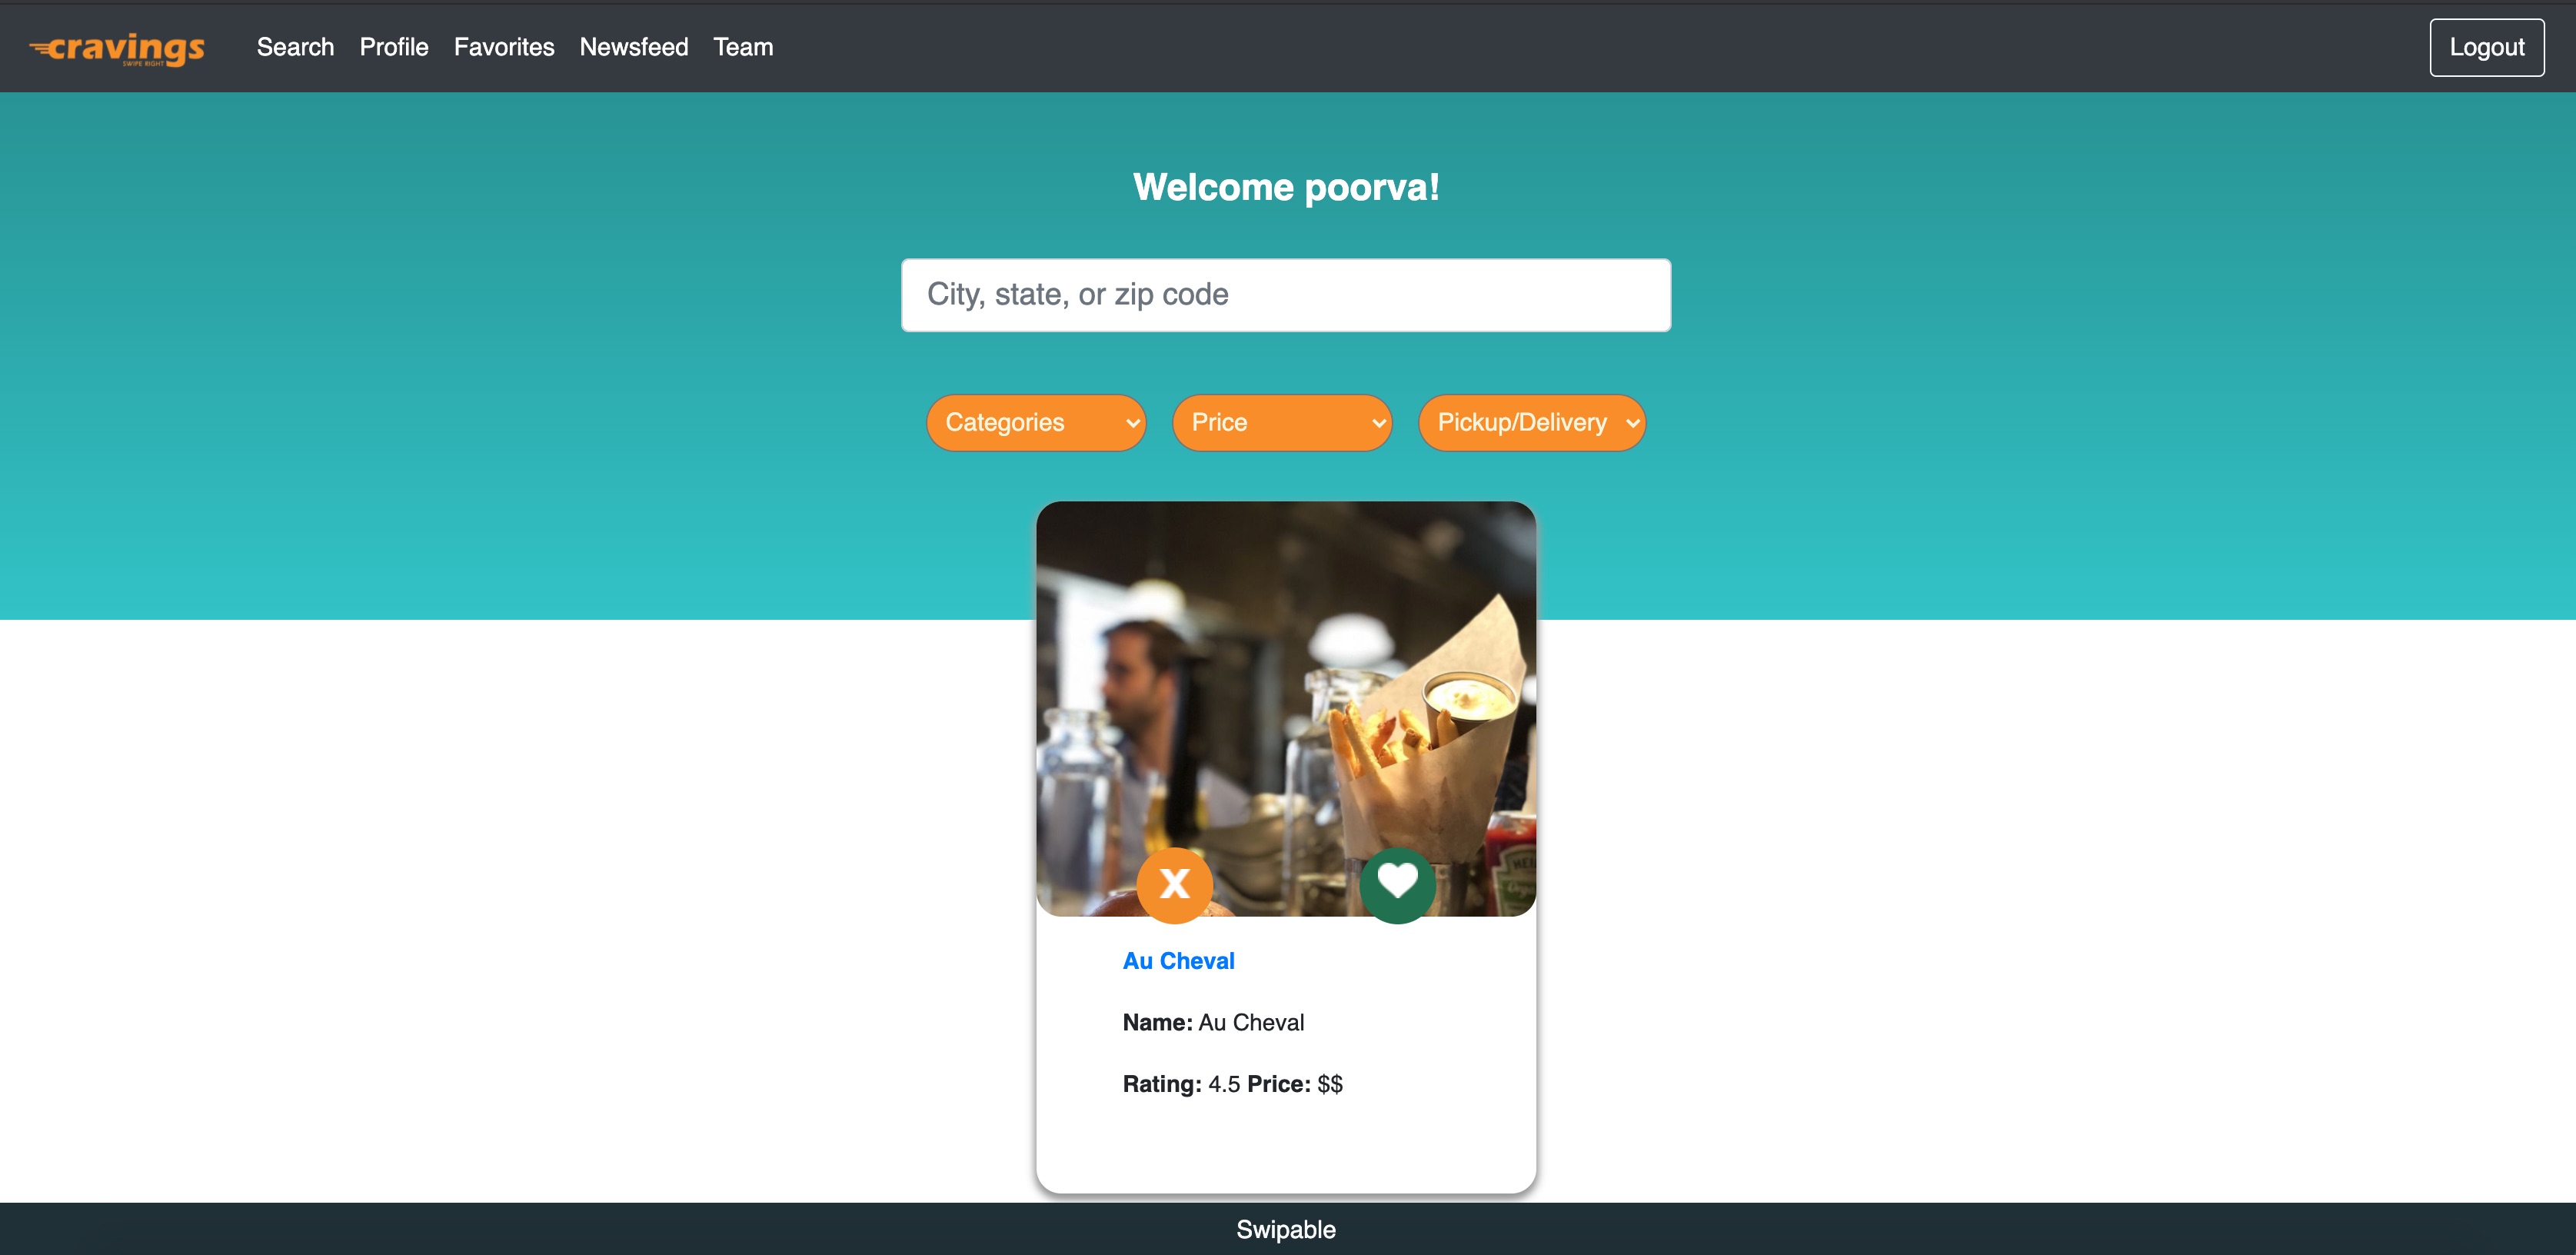 cravings
SWIPE RIGHT
Search Profile Favorites Newsfeed Team
Logout
Welcome poorva!
City, state, or zip code
Categories Price Pickup/Delivery
X
Au Cheval
Name: Au Cheval
Rating: 4.5 Price: $$
Swipable